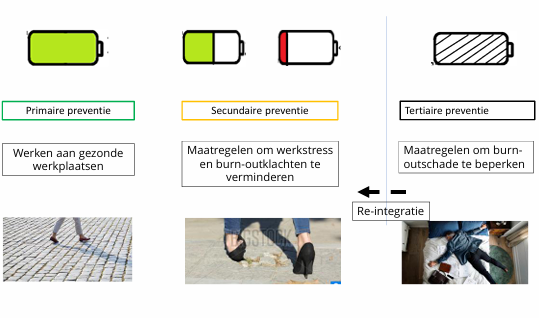 Primaire preventie
Secundaire preventie
Tertiaire preventie
Werken aan gezonde
werkplaatsen
Maatregelen om werkstress
en burn-outklachten te
verminderen
Maatregelen om burn-
outschade te beperken
Re-integratie